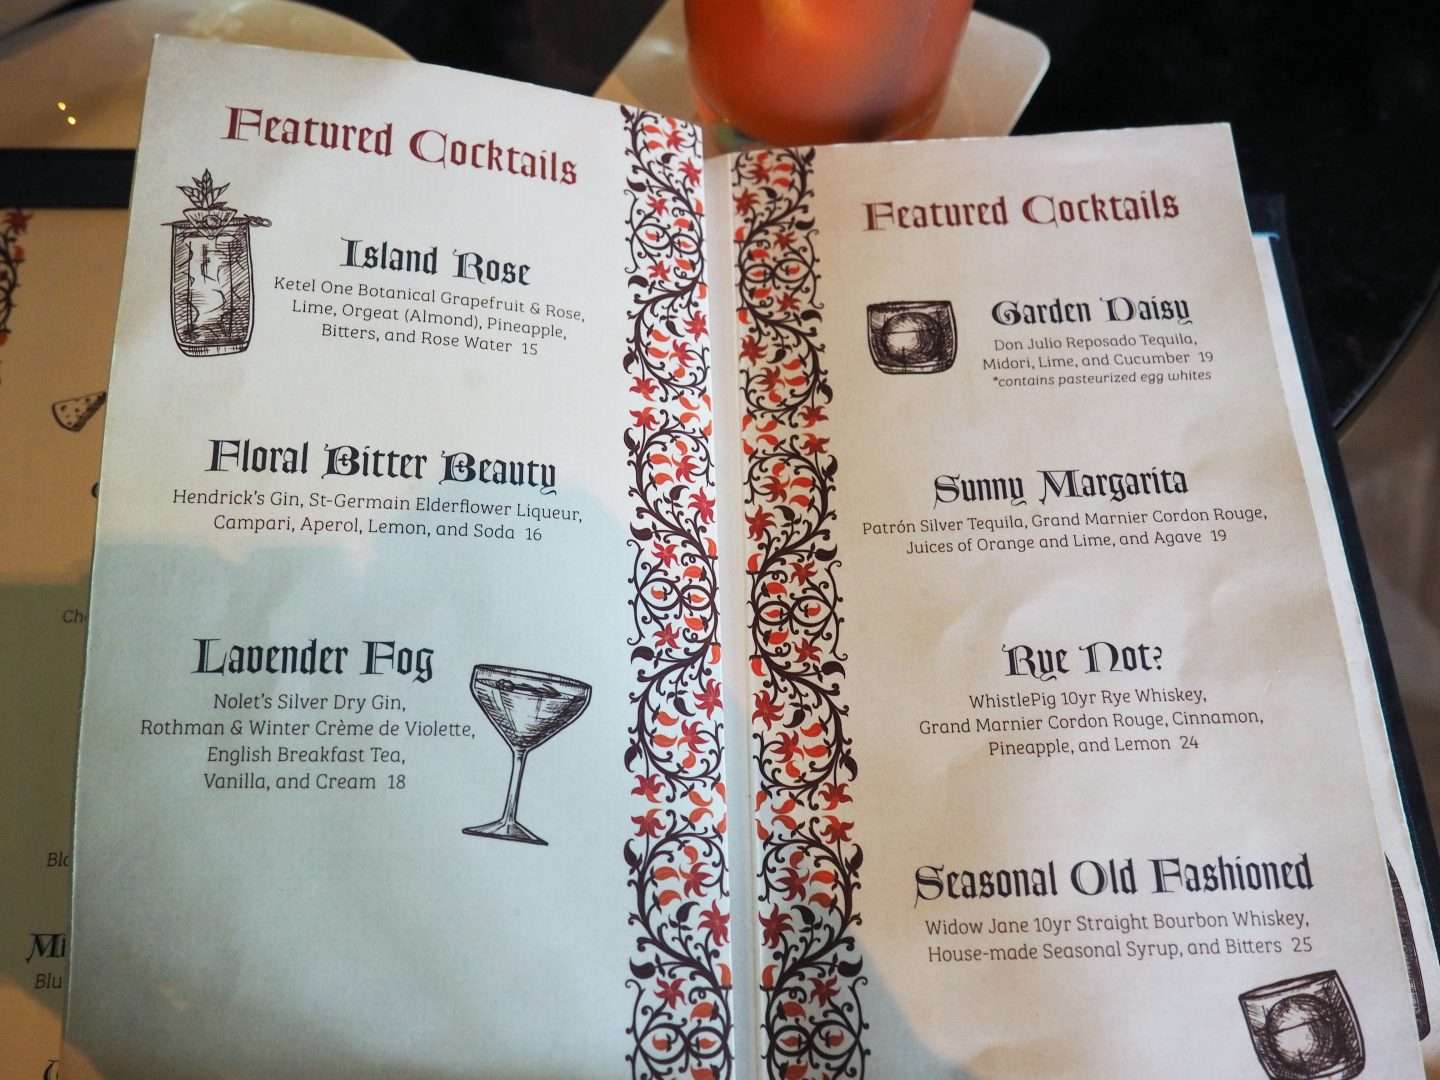 Featured Cocktails
Island Rose
Ketel One Botanical Grapefruit & Rose,
Lime, Orgeat (Almond), Pineapple,
Bitters, and Rose Water 15
Floral Bitter Beauty
Hendrick's Gin, St-Germain Elderflower Liqueur,
Campari, Aperol, Lemon, and Soda 16
Lavender Fog
Nolet's Silver Dry Gin,
Rothman & Winter Crème de Violette,
English Breakfast Tea,
Vanilla, and Cream 18
Featured Cocktails
Garden Daisy
Don Julio Reposado Tequila,
Midori, Lime, and Cucumber 19
*contains pasteurized egg whites
Sunny Margarita
Patrón Silver Tequila, Grand Marnier Cordon Rouge,
Juices of Orange and Lime, and Agave 19
Rye Not?
WhistlePig 10yr Rye Whiskey,
Grand Marnier Cordon Rouge, Cinnamon,
Pineapple, and Lemon 24
Seasonal Old Fashioned
Widow Jane 10yr Straight Bourbon Whiskey,
House-made Seasonal Syrup, and Bitters 25